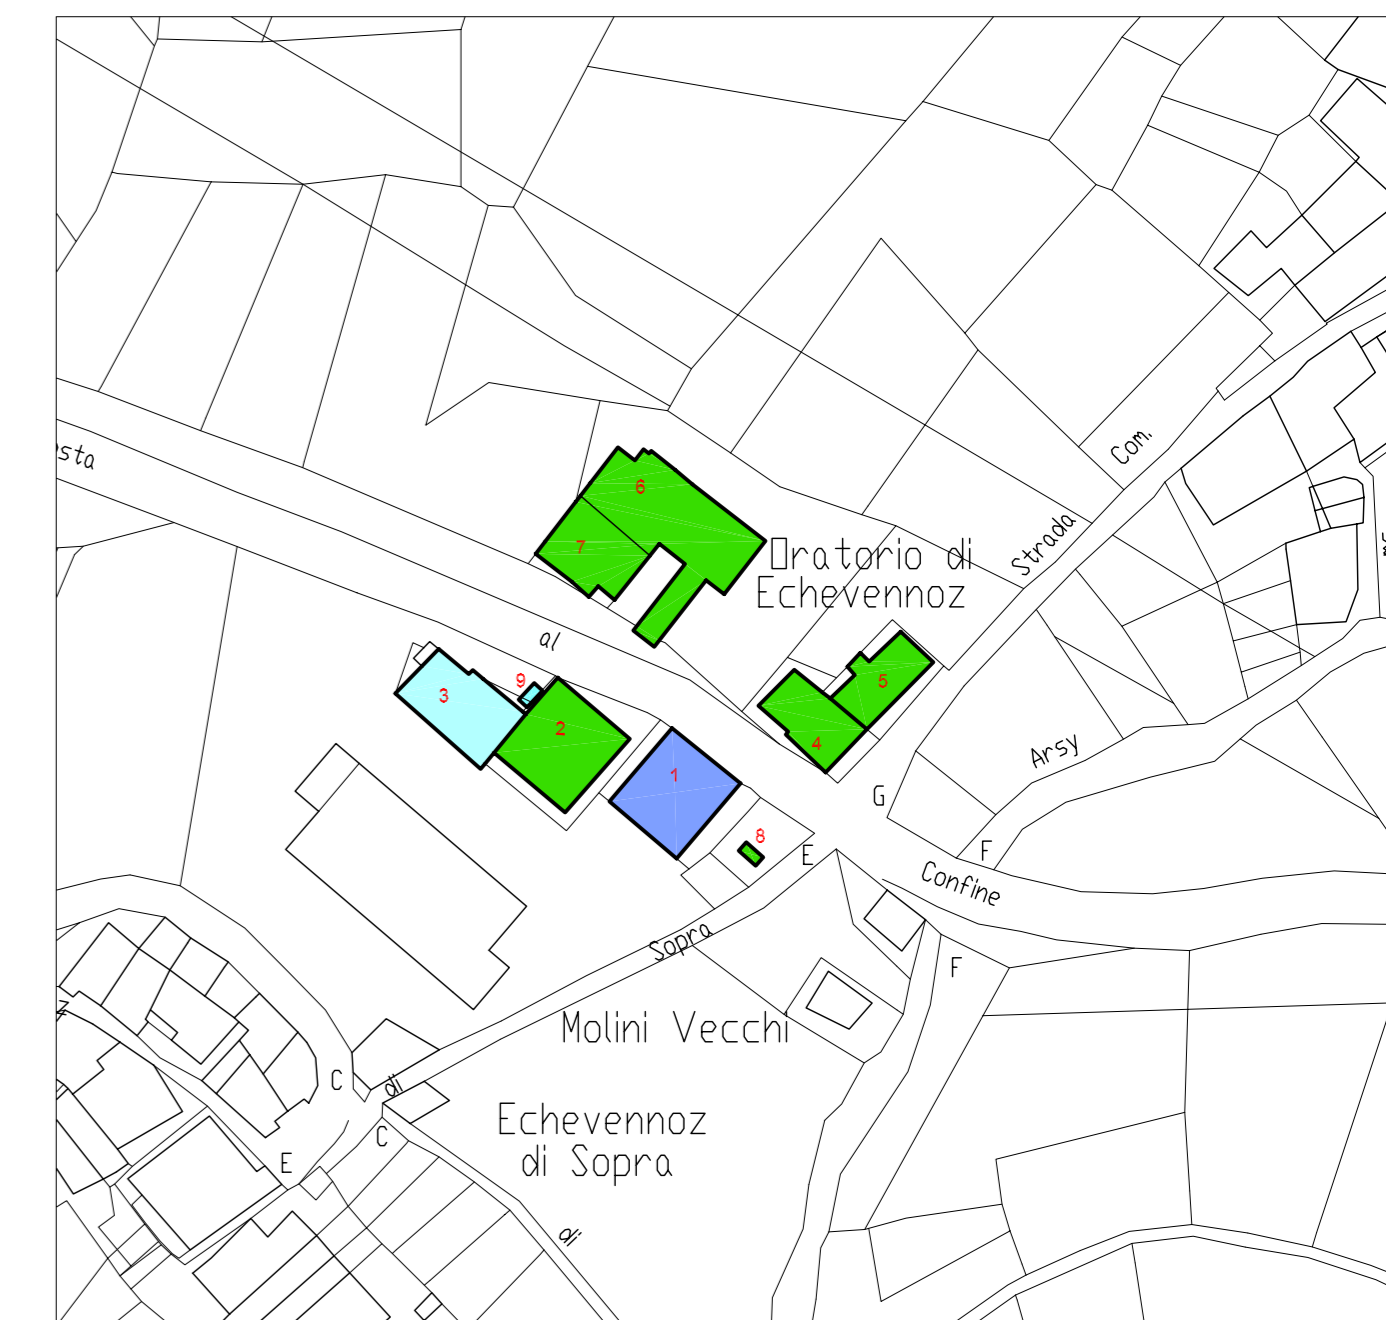 Com.
osta
6
Strada
7
Oratorio di
Echevennoz
al
9
3
5
2
4
1
Arsy
G
8
E
F
Confine
Sopra
F
Molini Vecchi
C
di
Echevennoz
di Sopra
C
E
di